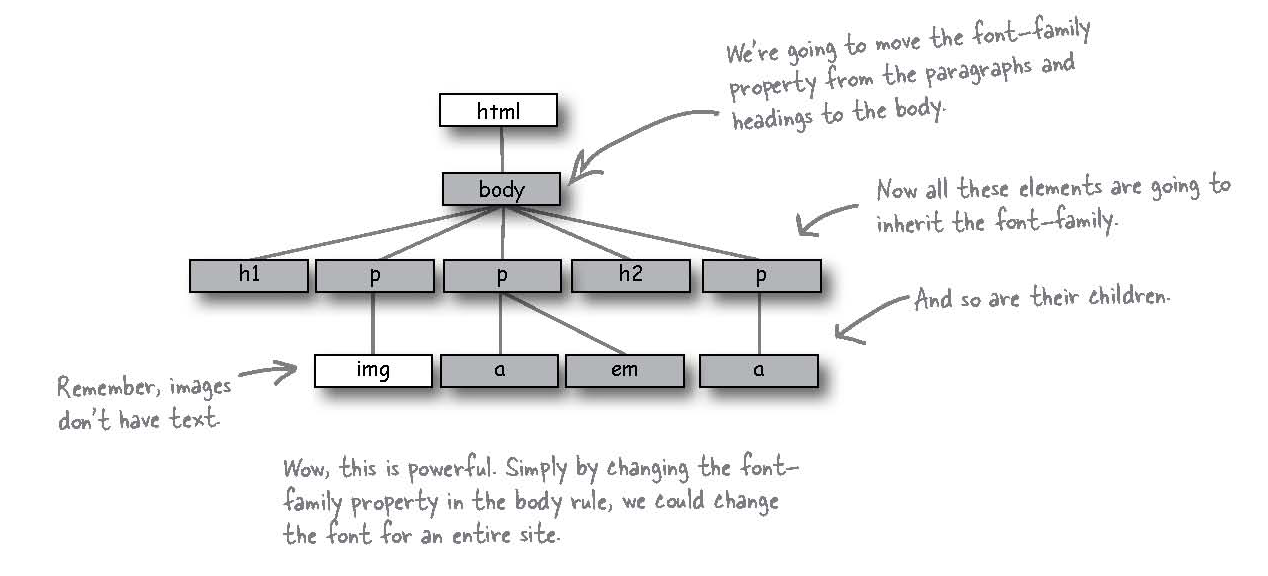 We're going to move the font-family
property from the paragraphs and
headings to the body.
html
body
Now all these elements are going to
inherit the font-family.
h1 p p h2 p
And so are their children.
img a em a
Remember, images
don't have text.
Wow, this is powerful. Simply by changing the font-
family property in the body rule, we could change
the font for an entire site.